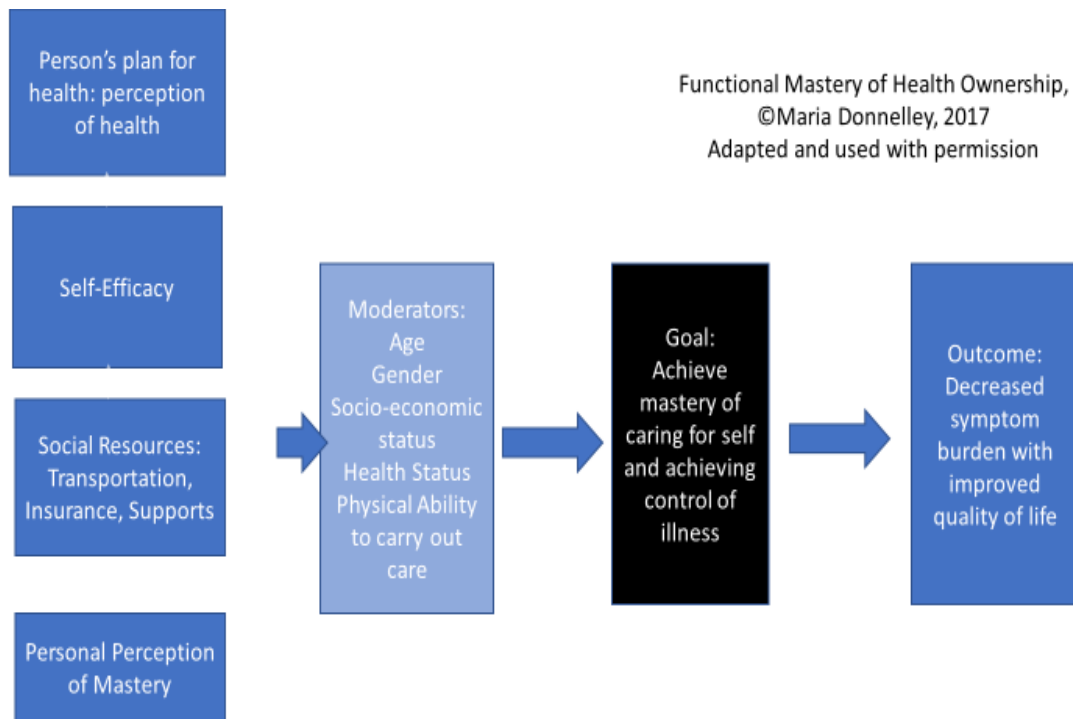 Person's plan for
health: perception
of health
Functional Mastery of Health Ownership,
©Maria Donnelley, 2017
Adapted and used with permission
Self-Efficacy
Social Resources:
Transportation,
Insurance, Supports
Personal Perception
of Mastery
Moderators:
Age
Gender
Socio-economic
status
Health Status
Physical Ability
to carry out
care
Goal:
Achieve
mastery of
caring for self
and achieving
control of
illness
Outcome:
Decreased
symptom
burden with
improved
quality of life